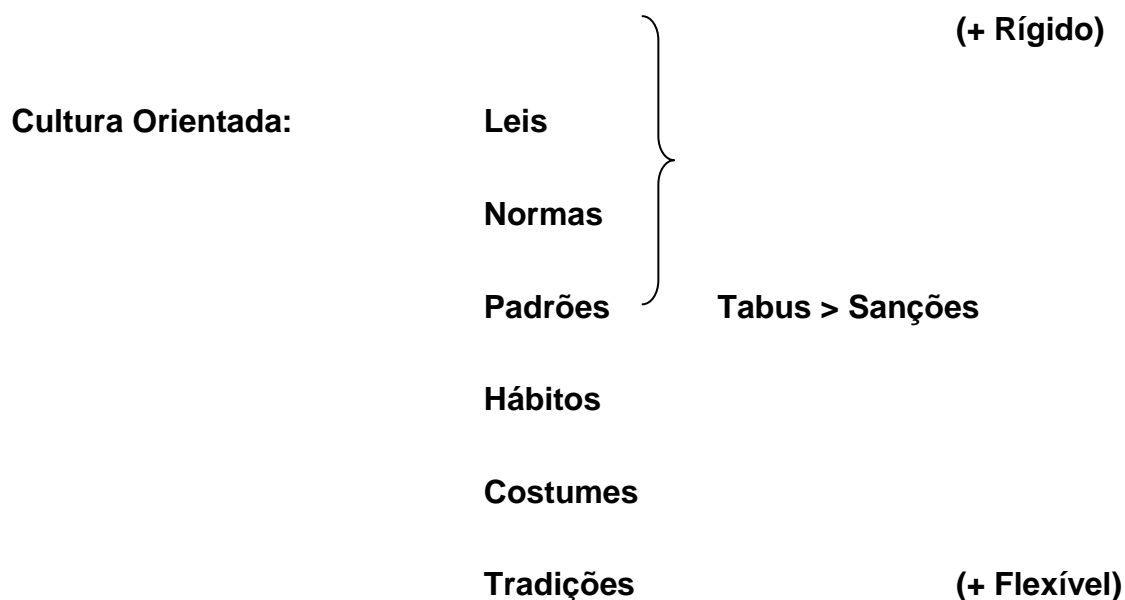 (+ Rígido)
Cultura Orientada: Leis
Normas
Padrões Tabus > Sanções
Hábitos
Costumes
Tradições (+ Flexível)